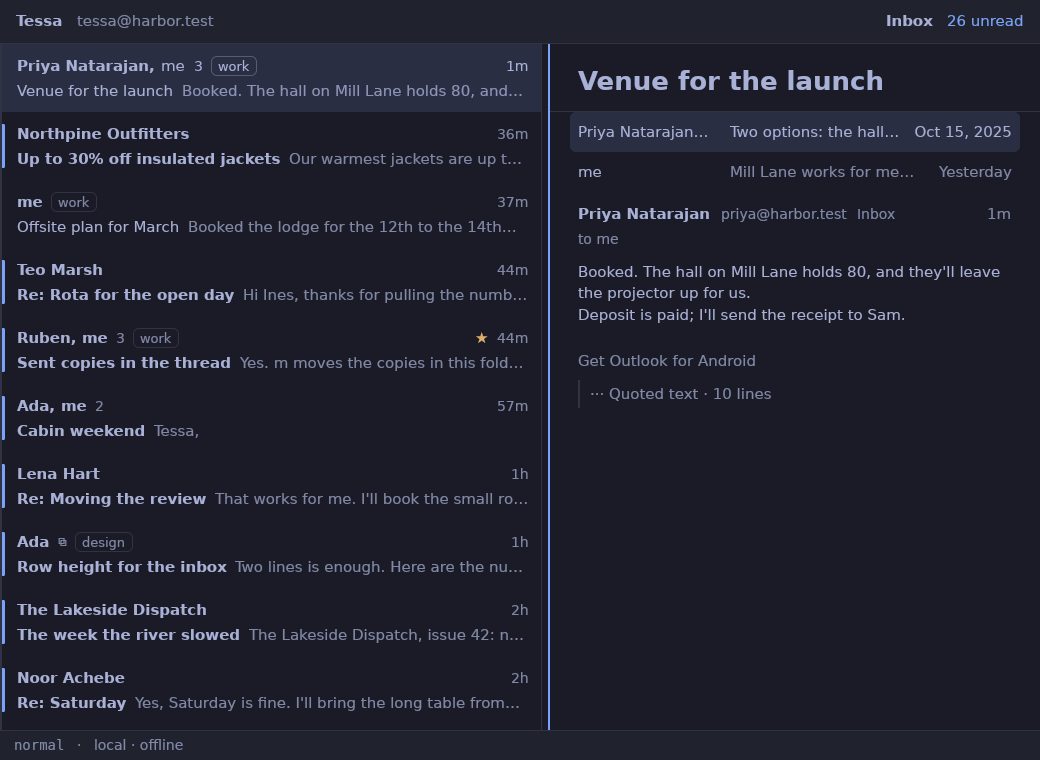 Tessa tessa@harbor.test Inbox 26 unread
Priya Natarajan, me 3 work 1m
Venue for the launch Booked. The hall on Mill Lane holds 80, and…
Northpine Outfitters 36m
Up to 30% off insulated jackets Our warmest jackets are up t…
me work 37m
Offsite plan for March Booked the lodge for the 12th to the 14th…
Teo Marsh 44m
Re: Rota for the open day Hi Ines, thanks for pulling the numb…
Ruben, me 3 work ★ 44m
Sent copies in the thread Yes. m moves the copies in this fold…
Ada, me 2 57m
Cabin weekend Tessa,
Lena Hart 1h
Re: Moving the review That works for me. I'll book the small ro…
Ada design 1h
Row height for the inbox Two lines is enough. Here are the nu…
The Lakeside Dispatch 2h
The week the river slowed The Lakeside Dispatch, issue 42: n…
Noor Achebe 2h
Re: Saturday Yes, Saturday is fine. I'll bring the long table from…
Venue for the launch
Priya Natarajan… Two options: the hall… Oct 15, 2025
me Mill Lane works for me… Yesterday
Priya Natarajan priya@harbor.test Inbox 1m
to me
Booked. The hall on Mill Lane holds 80, and they'll leave
the projector up for us.
Deposit is paid; I'll send the receipt to Sam.
Get Outlook for Android
··· Quoted text · 10 lines
normal · local · offline